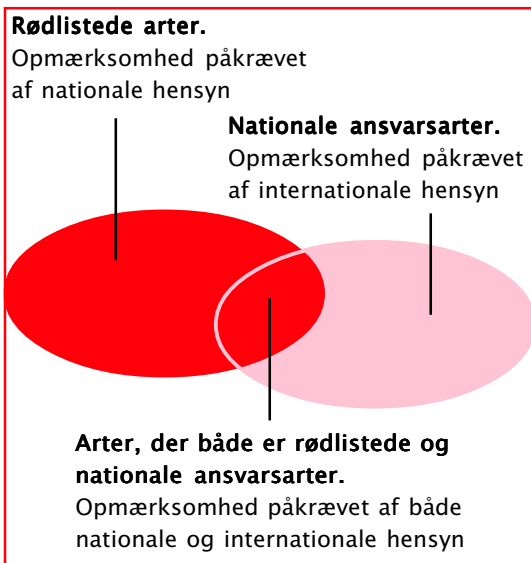 Rødlistede arter.
Opmærksomhed påkrævet
af nationale hensyn
Nationale ansvarsarter.
Opmærksomhed påkrævet
af internationale hensyn
Arter, der både er rødlistede og
nationale ansvarsarter.
Opmærksomhed påkrævet af både
nationale og internationale hensyn